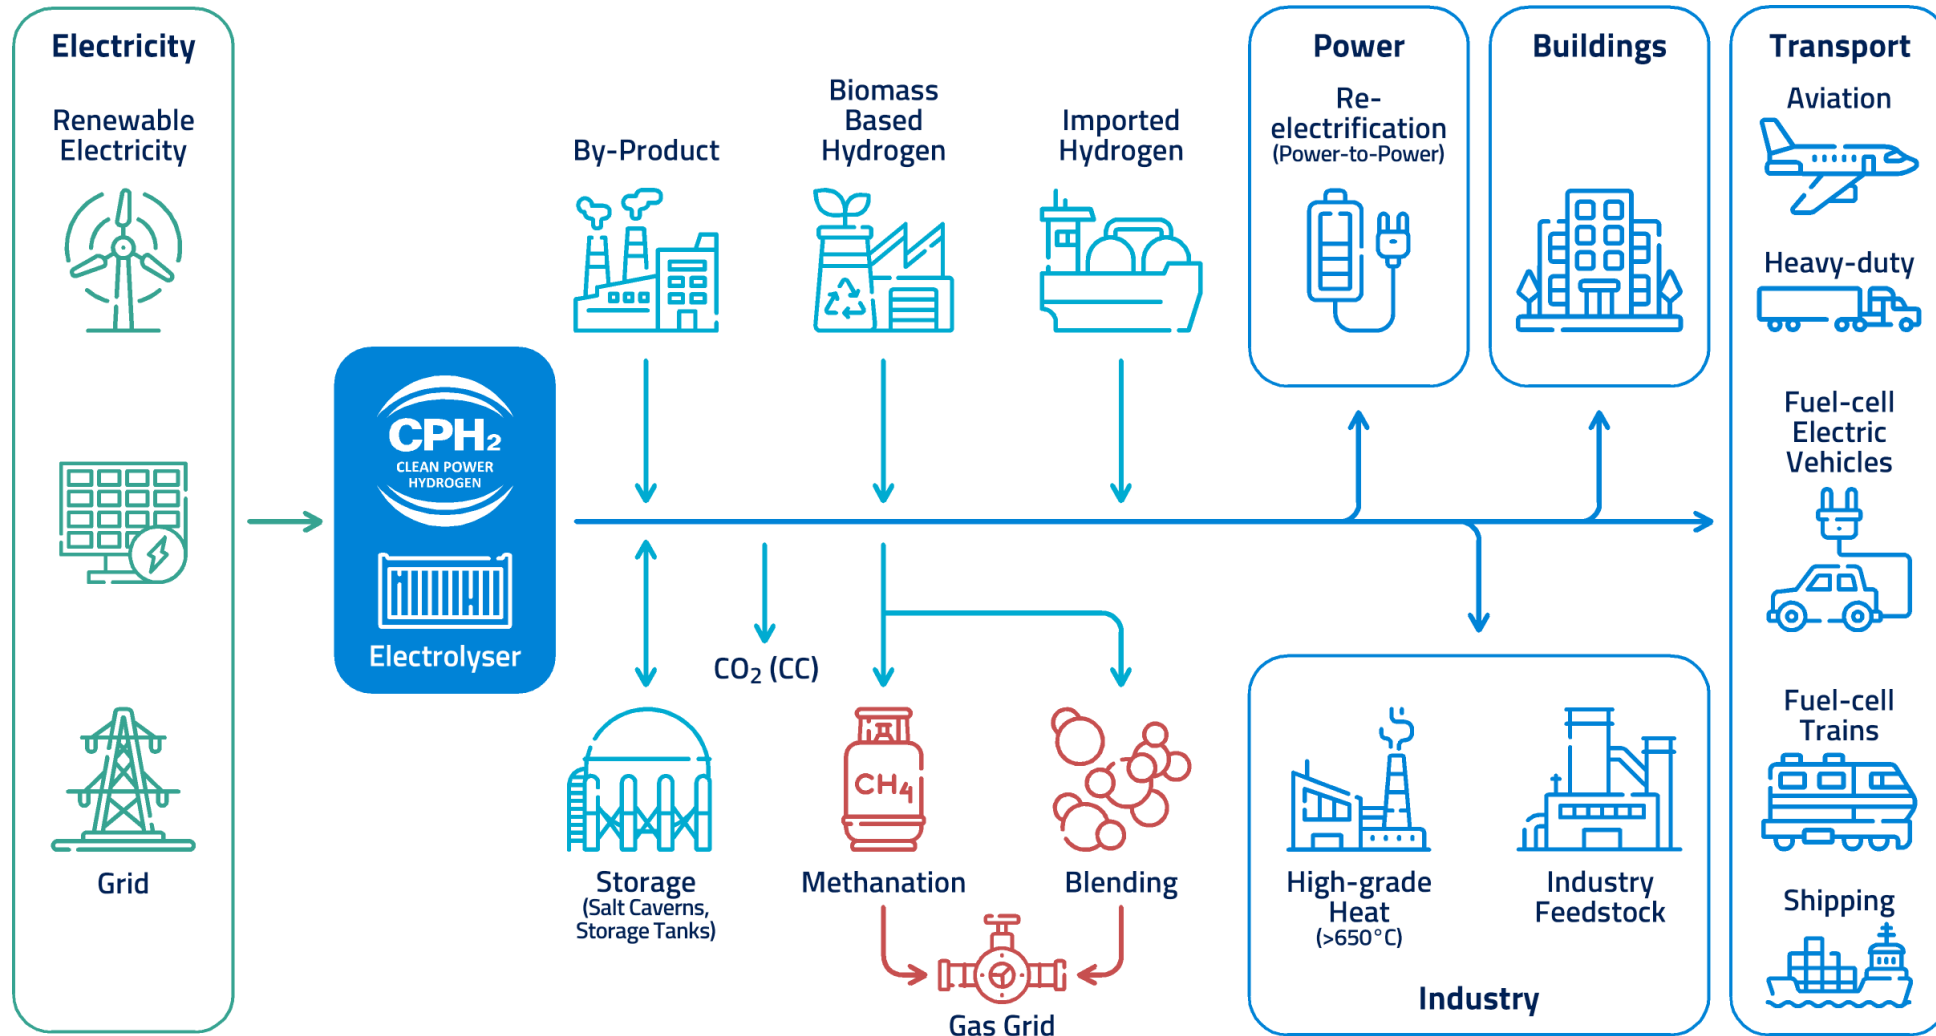 Electricity
Renewable
Electricity
Grid
CPH2
CLEAN POWER
HYDROGEN
Electrolyser
By-Product
Biomass
Based
Hydrogen
Imported
Hydrogen
CO2 (CC)
Storage
(Salt Caverns,
Storage Tanks)
CH4
Methanation
Blending
Gas Grid
Power
Re-
electrification
(Power-to-Power)
Buildings
High-grade
Heat
(>650°C)
Industry
Feedstock
Industry
Transport
Aviation
Heavy-duty
Fuel-cell
Electric
Vehicles
Fuel-cell
Trains
Shipping